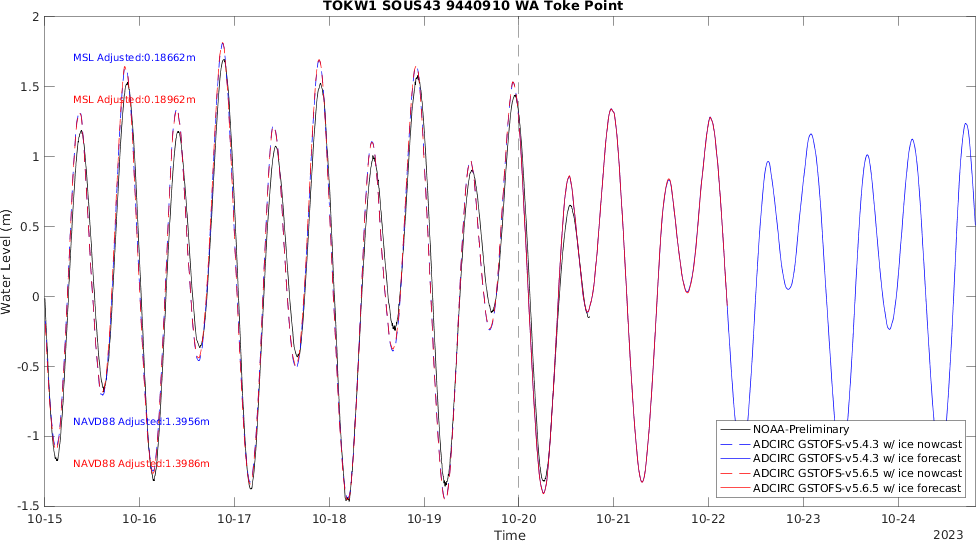 TOKW1 SOUS43 9440910 WA Toke Point
2
1.5
1
0.5
0
-0.5
-1
-1.5
Water Level (m)
MSL Adjusted:0.18662m
MSL Adjusted:0.18962m
NAVD88 Adjusted:1.3956m
NAVD88 Adjusted:1.3986m
NOAA-Preliminary
ADCIRC GSTOFS-v5.4.3 w/ ice nowcast
ADCIRC GSTOFS-v5.4.3 w/ ice forecast
ADCIRC GSTOFS-v5.6.5 w/ ice nowcast
ADCIRC GSTOFS-v5.6.5 w/ ice forecast
10-15 10-16 10-17 10-18 10-19 10-20 10-21 10-22 10-23 10-24
Time
2023